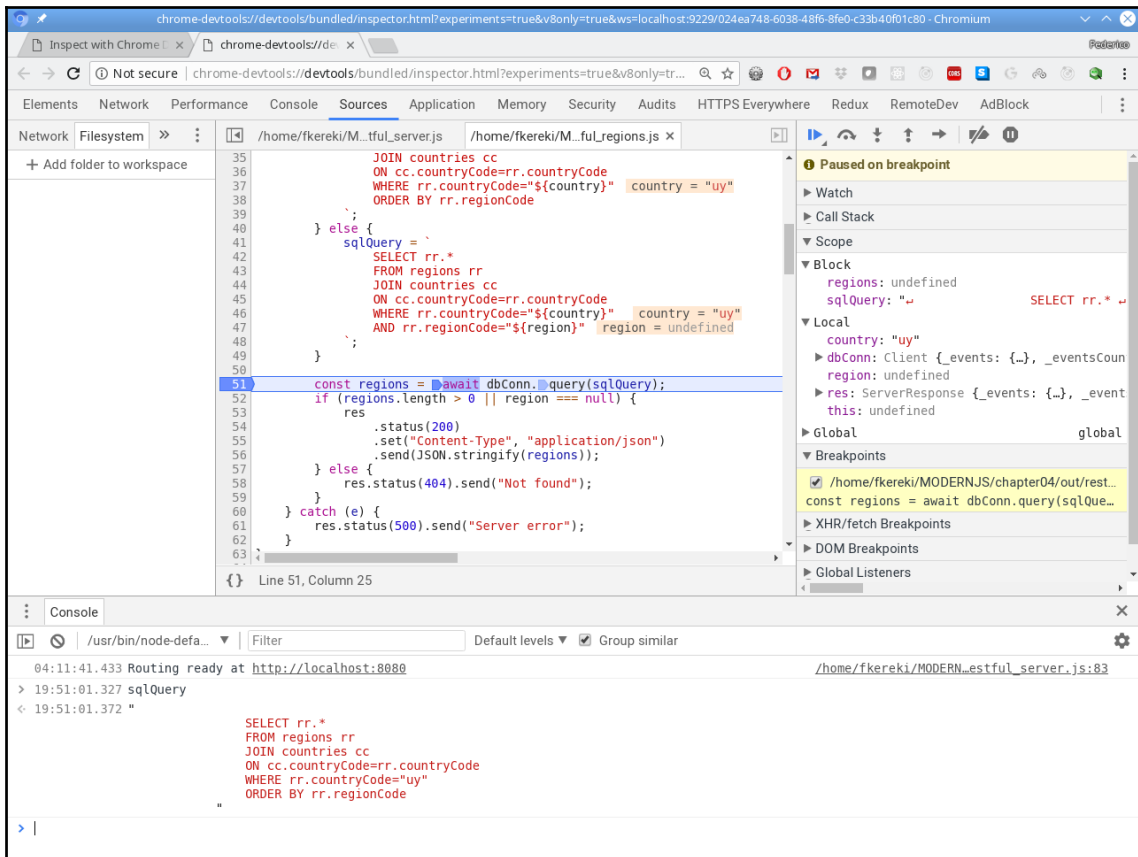 chrome-devtools://devtools/bundled/inspector.html?experiments=true&v8only=true&ws=localhost:9229/024ea748-6038-48f6-8fe0-c33b40f01c80 - Chromium
Inspect with Chrome D chrome-devtools://de Federico
Not secure | chrome-devtools://devtools/bundled/inspector.html?experiments=true&v8only=tr... CORS S G
Elements Network Performance Console Sources Application Memory Security Audits HTTPS Everywhere Redux RemoteDev AdBlock
Network Filesystem » /home/fkereki/M...tful_server.js /home/fkereki/M...ful_regions.js ×
+ Add folder to workspace
35 JOIN countries cc
36 ON cc.countryCode=rr.countryCode
37 WHERE rr.countryCode="${country}" country = "uy"
38 ORDER BY rr.regionCode
39 `;
40 } else {
41 sqlQuery = `
42 SELECT rr.*
43 FROM regions rr
44 JOIN countries cc
45 ON cc.countryCode=rr.countryCode
46 WHERE rr.countryCode="${country}" country = "uy"
47 AND rr.regionCode="${region}" region = undefined
48 `;
49 }
50
51 const regions = await dbConn.query(sqlQuery);
52 if (regions.length > 0 || region === null) {
53 res
54 .status(200)
55 .set("Content-Type", "application/json")
56 .send(JSON.stringify(regions));
57 } else {
58 res.status(404).send("Not found");
59 }
60 } catch (e) {
61 res.status(500).send("Server error");
62 }
63
{} Line 51, Column 25
Paused on breakpoint
Watch
Call Stack
Scope
Block
regions: undefined
sqlQuery: "↵ SELECT rr.* ↵
Local
country: "uy"
dbConn: Client {_events: {…}, _eventsCoun
region: undefined
res: ServerResponse {_events: {…}, _event
this: undefined
Global global
Breakpoints
/home/fkereki/MODERNJS/chapter04/out/rest...
const regions = await dbConn.query(sqlQue...
XHR/fetch Breakpoints
DOM Breakpoints
Global Listeners
Console
/usr/bin/node-defa... ▼ Filter Default levels ▼ Group similar
04:11:41.433 Routing ready at http://localhost:8080 /home/fkereki/MODERN…estful_server.js:83
> 19:51:01.327 sqlQuery
19:51:01.372 "
SELECT rr.*
FROM regions rr
JOIN countries cc
ON cc.countryCode=rr.countryCode
WHERE rr.countryCode="uy"
ORDER BY rr.regionCode
"
>